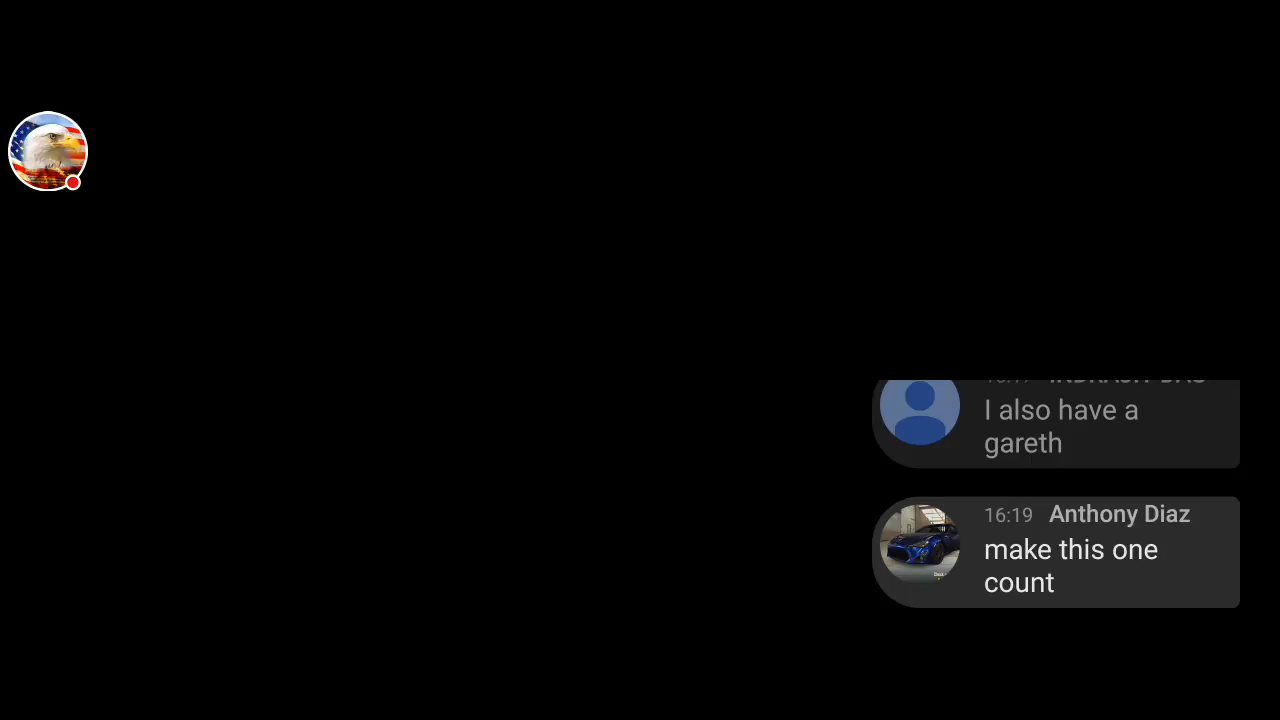 I also have a
gareth
16:19 Anthony Diaz
make this one
count